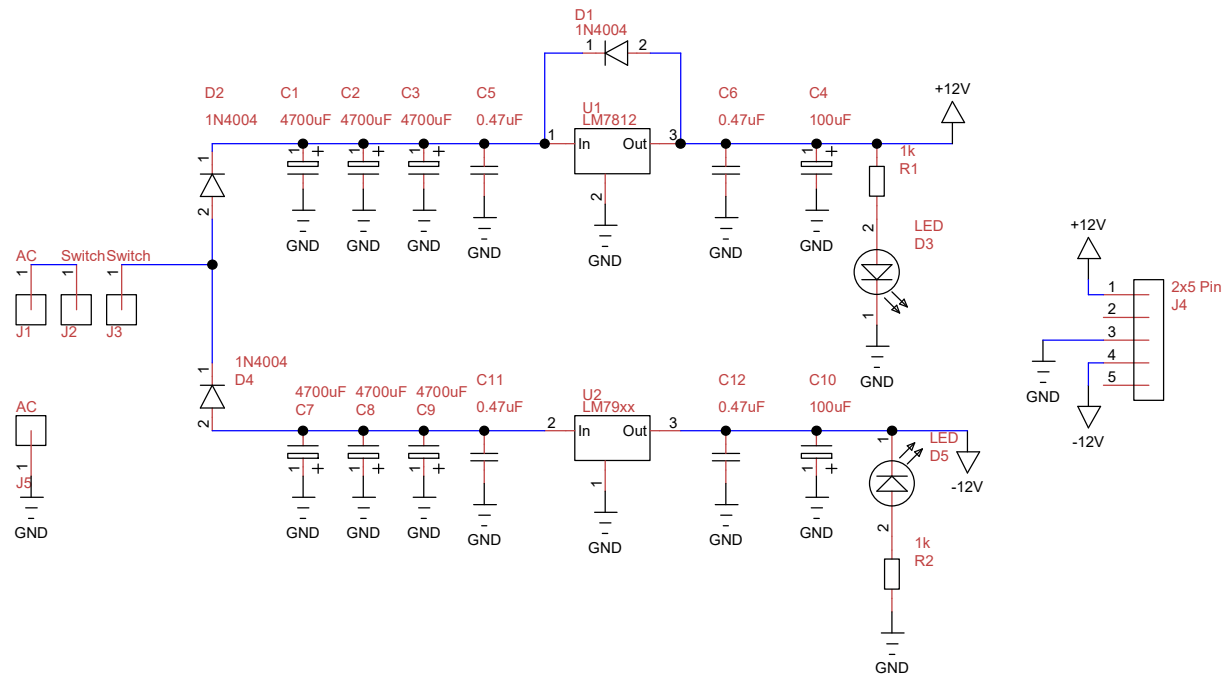 D1
1N4004
1
2
D2
1N4004
C1
4700uF
C2
4700uF
C3
4700uF
C5
0.47uF
U1
LM7812
C6
0.47uF
C4
100uF
+12V
1
2
1
+
1
+
1
+
1
In
Out
3
2
1
+
1k
R1
GND
GND
GND
GND
GND
GND
GND
2
LED
D3
1
GND
AC
1
J1
Switch
1
J2
Switch
1
J3
+12V
2x5 Pin
J4
1
2
3
4
5
GND
-12V
1
2
1N4004
D4
4700uF
C7
4700uF
C8
4700uF
C9
C11
0.47uF
U2
LM79xx
C12
0.47uF
C10
100uF
1
+
1
+
1
+
2
In
Out
3
1
1
+
1
LED
D5
2
-12V
GND
GND
GND
GND
GND
GND
GND
AC
1
J5
GND
1k
R2
GND